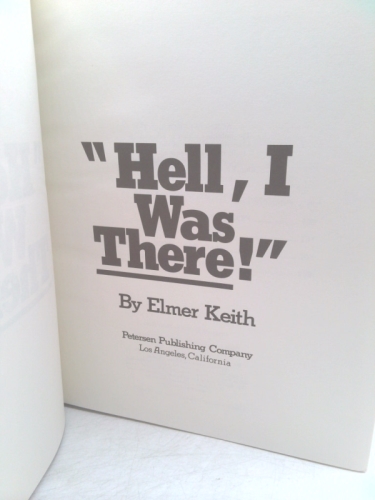 "Hell, I
Was
There!"
By Elmer Keith
Petersen Publishing Company
Los Angeles, California